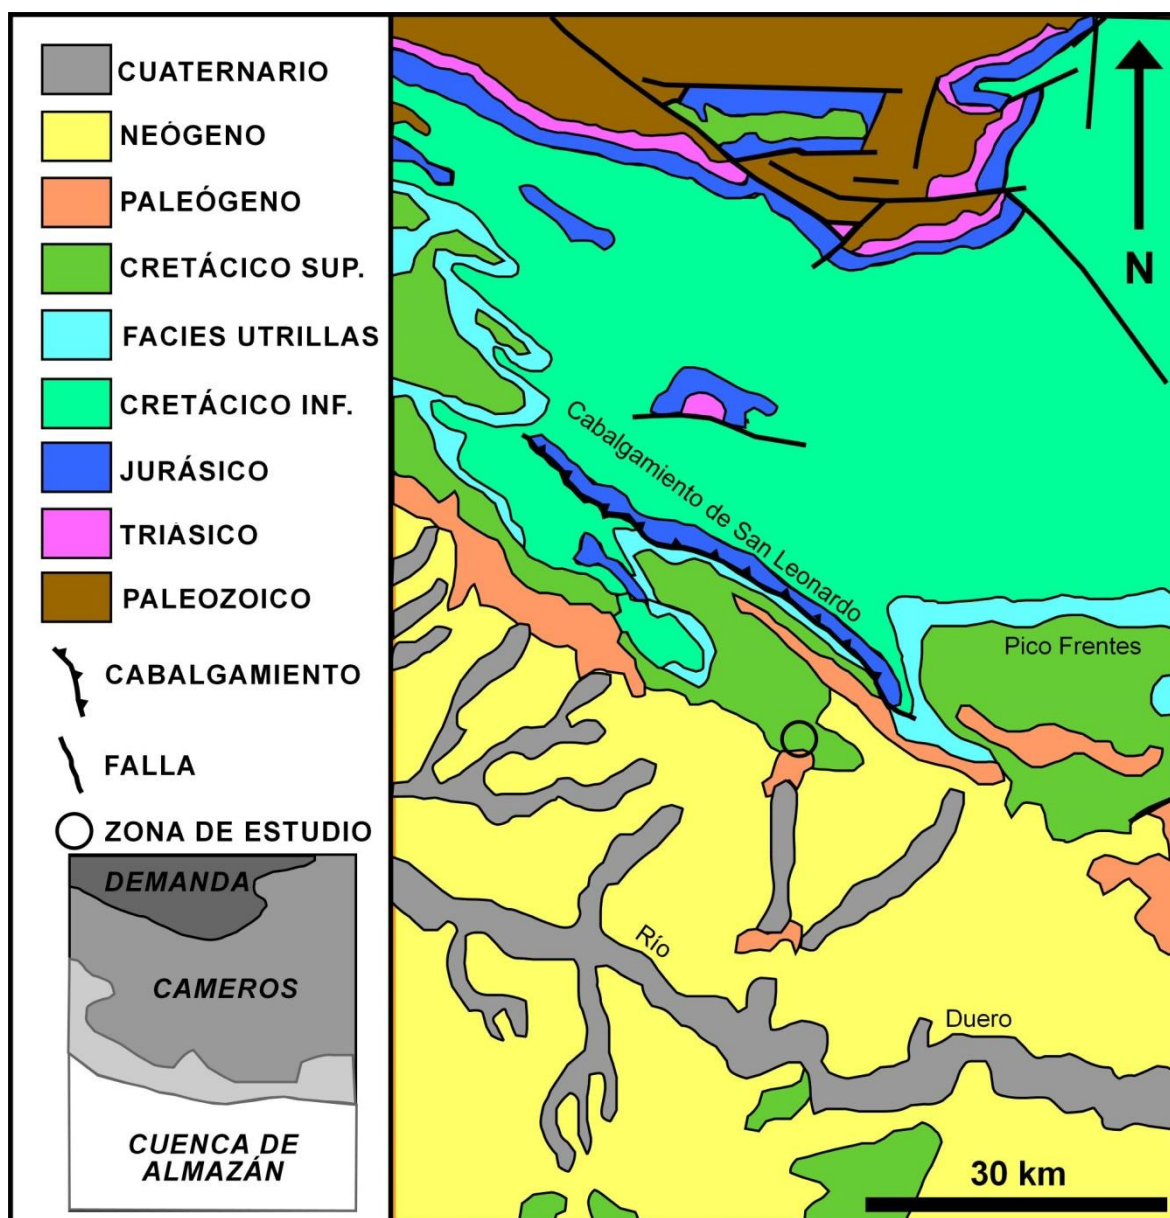 CUATERNARIO
NEÓGENO
PALEÓGENO
CRETÁCICO SUP.
FACIES UTRILLAS
CRETÁCICO INF.
JURÁSICO
TRIÁSICO
PALEOZOICO
CABALGAMIENTO
FALLA
ZONA DE ESTUDIO
DEMANDA
CAMEROS
CUENCA DE
ALMAZÁN
N
Cabalgamiento de San Leonardo
Pico Frentes
Río
Duero
30 km